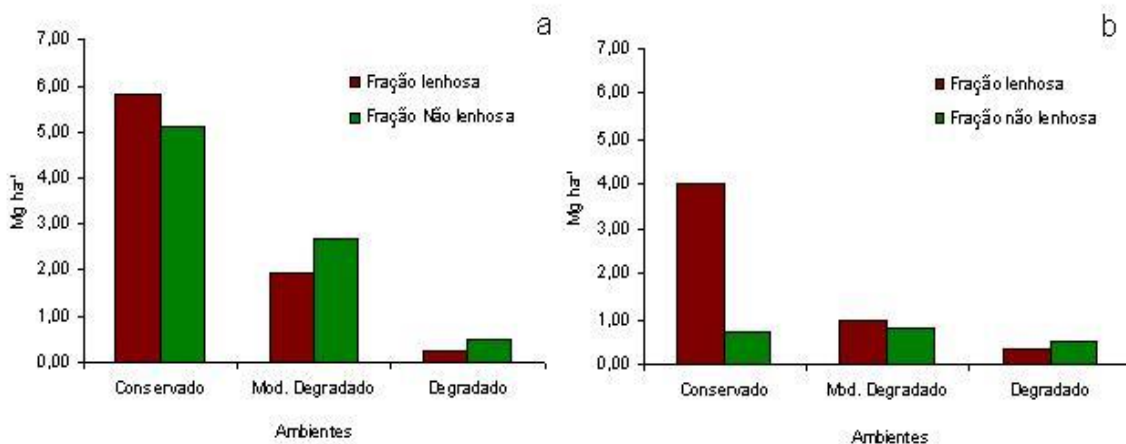 a
7,00
6,00
5,00
4,00
3,00
2,00
1,00
0,00
Mg ha⁻¹
Fração lenhosa
Fração Não lenhosa
Conservado
Mod. Degradado
Degradado
Ambientes
b
7,00
6,00
5,00
4,00
3,00
2,00
1,00
0,00
Mg ha⁻¹
Fração lenhosa
Fração não lenhosa
Conservado
Mod. Degradado
Degradado
Ambientes